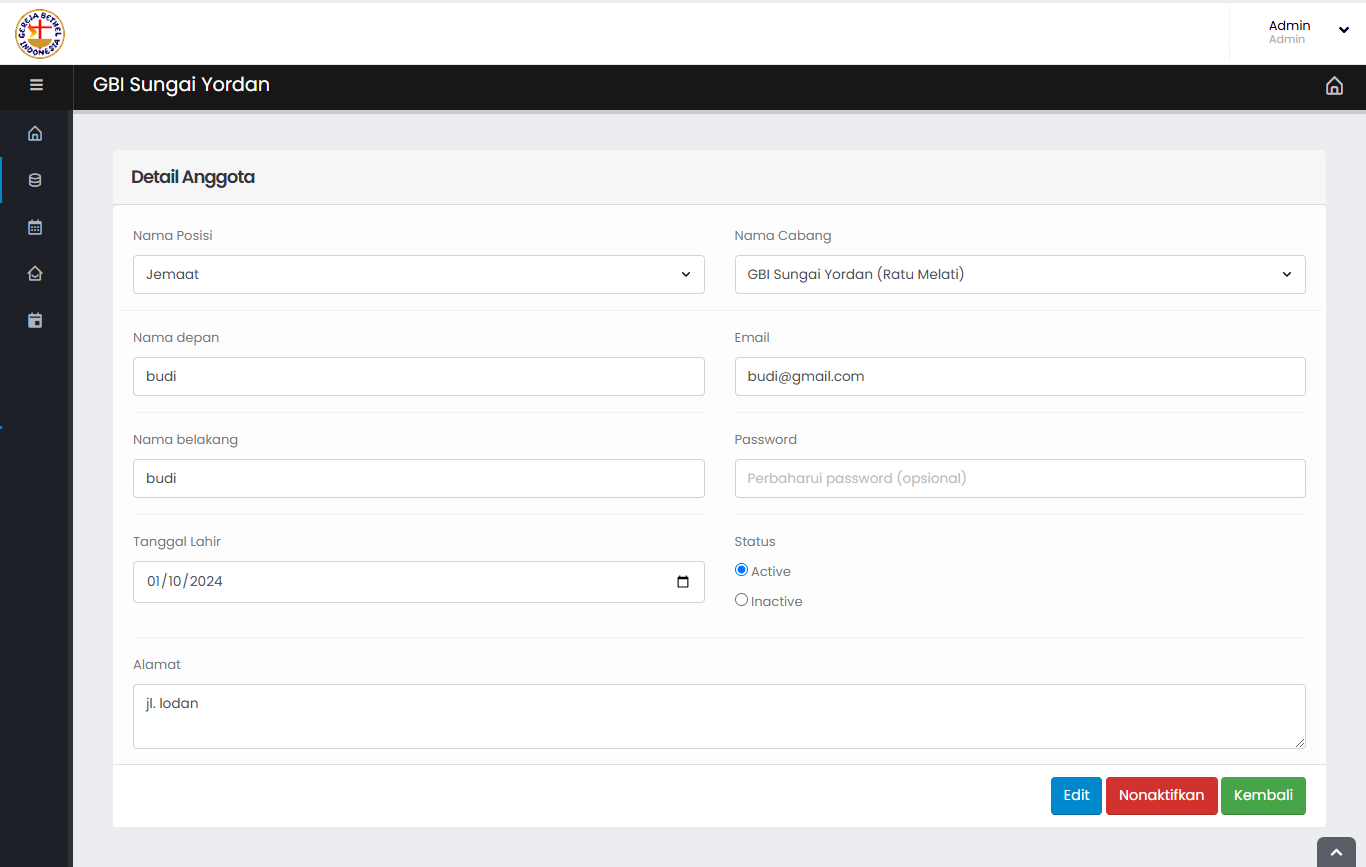 GEREJA BETHEL
INDONESIA
Admin
Admin
GBI Sungai Yordan
Detail Anggota
Nama Posisi
Nama Cabang
Jemaat
GBI Sungai Yordan (Ratu Melati)
Nama depan
Email
budi
budi@gmail.com
Nama belakang
Password
budi
Perbaharui password (opsional)
Tanggal Lahir
Status
01/10/2024
Active
Inactive
Alamat
jl. lodan
Edit
Nonaktifkan
Kembali